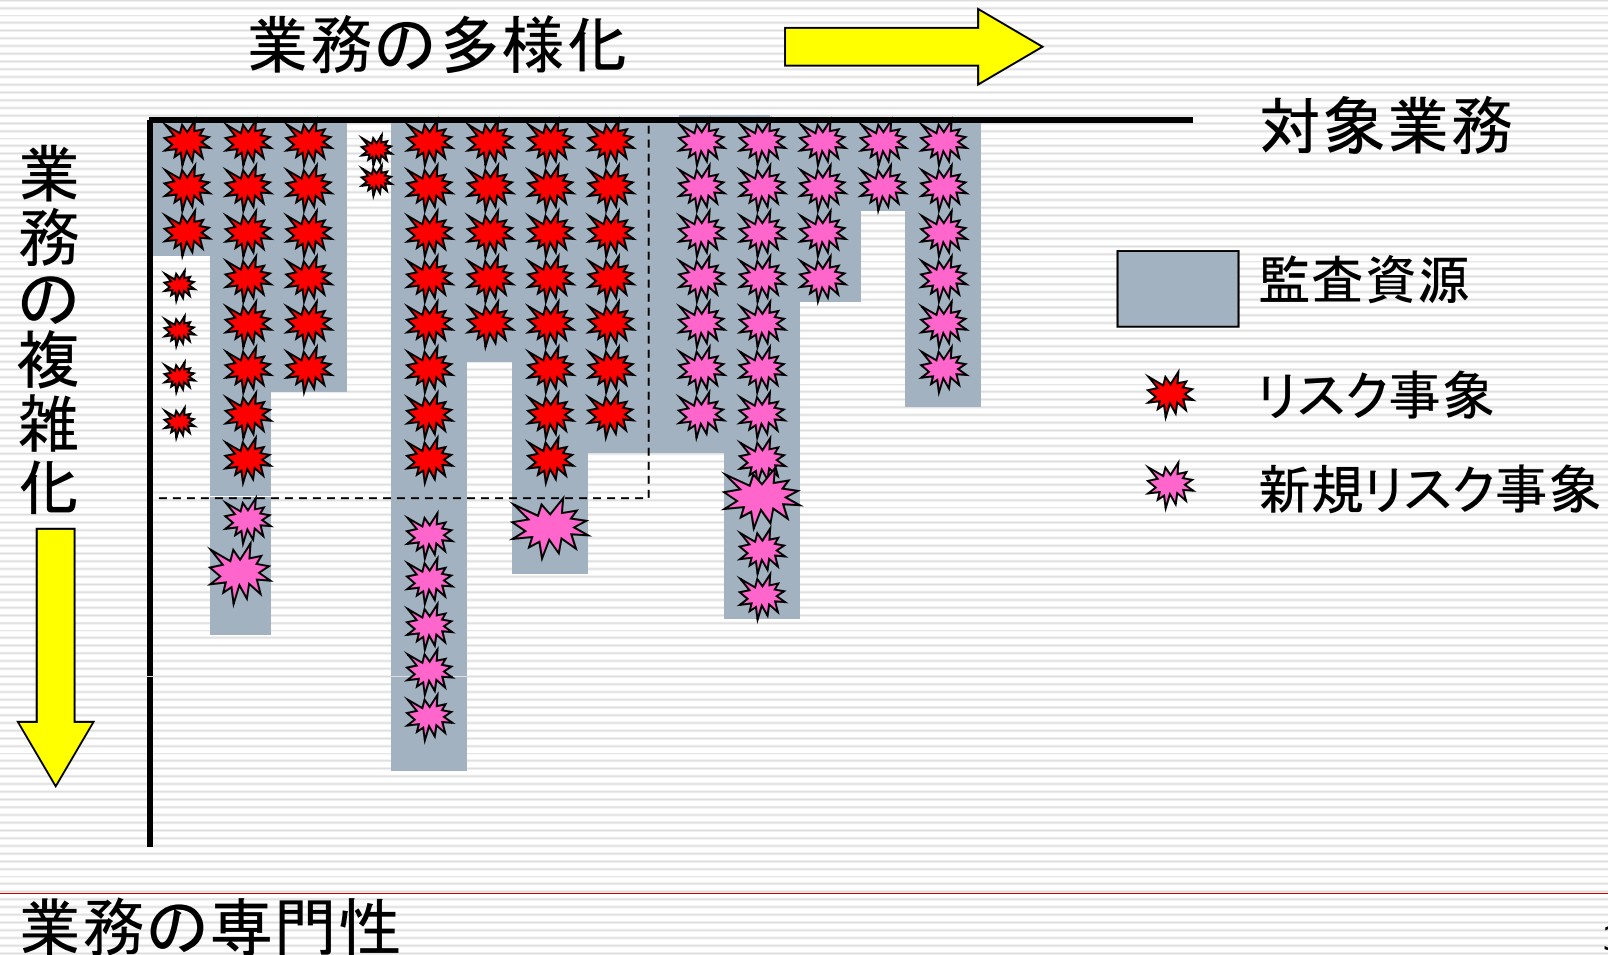 業務の多様化
対象業務
業務の複雑化
監査資源
リスク事象
新規リスク事象
業務の専門性